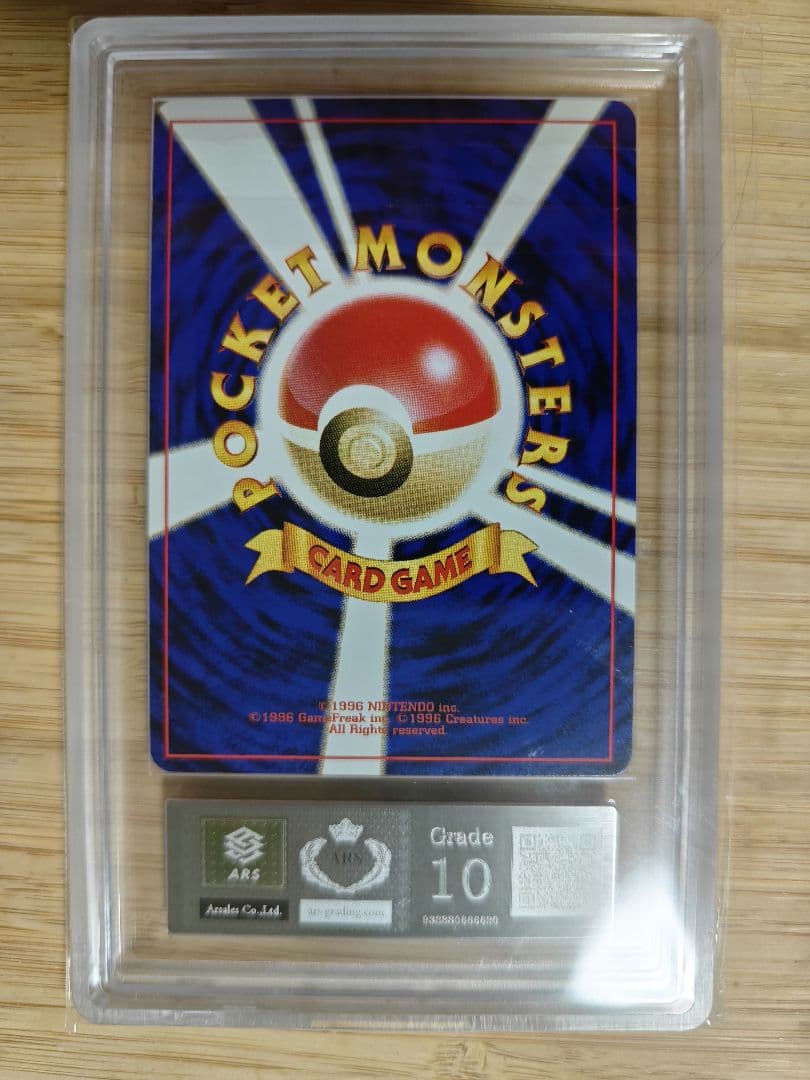 POCKET MONSTERS
CARD GAME
©1996 NINTENDO inc.
©1996 GameFreak inc. ©1996 Creatures inc.
All Rights reserved.
ARS
Arsales Co.,Ltd.
ARS
ars-grading.com
Grade
10